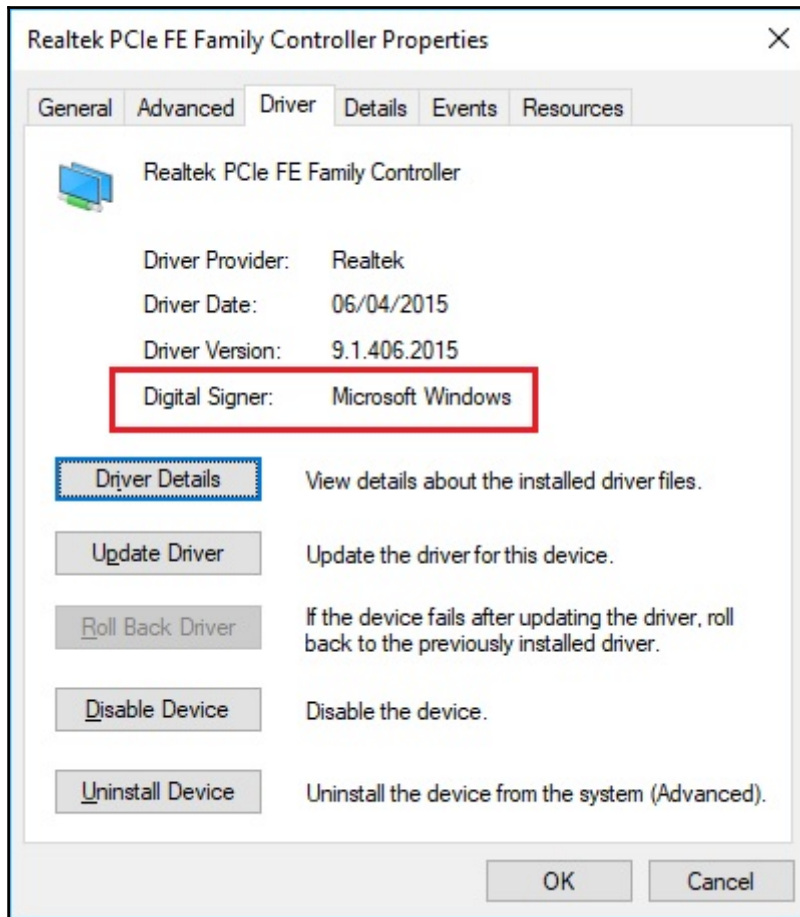 Realtek PCIe FE Family Controller Properties
General Advanced Driver Details Events Resources
Realtek PCIe FE Family Controller
Driver Provider: Realtek
Driver Date: 06/04/2015
Driver Version: 9.1.406.2015
Digital Signer: Microsoft Windows
Driver Details View details about the installed driver files.
Update Driver Update the driver for this device.
Roll Back Driver If the device fails after updating the driver, roll
back to the previously installed driver.
Disable Device Disable the device.
Uninstall Device Uninstall the device from the system (Advanced).
OK Cancel